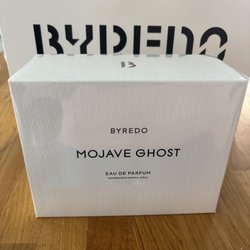 BYREDO
BYREDO
MOJAVE GHOST
EAU DE PARFUM